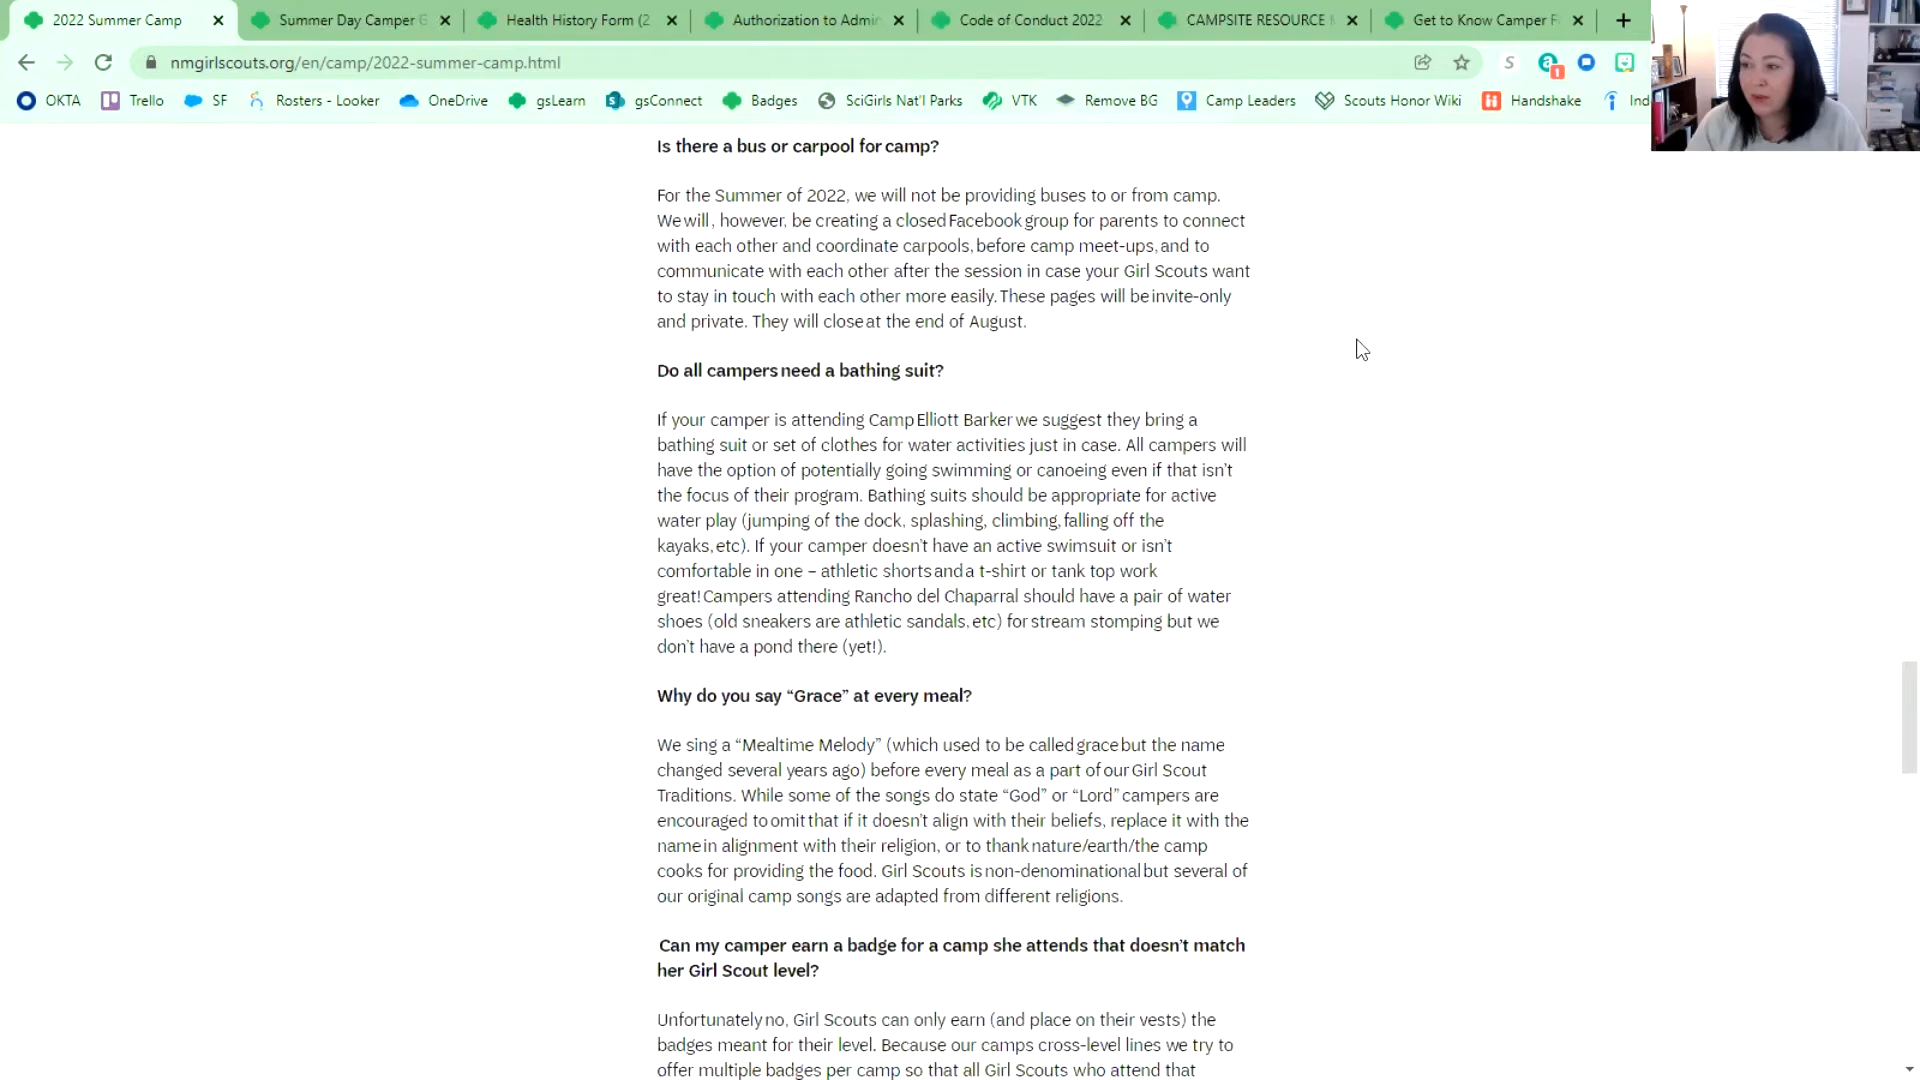 2022 Summer Camp
Summer Day Camper
Health History Form (2
Authorization to Admin
Code of Conduct 2022
CAMPSITE RESOURCE
Get to Know Camper F
nmgirlscouts.org/en/camp/2022-summer-camp.html
OKTA Trello SF Rosters - Looker OneDrive gsLearn gsConnect Badges SciGirls Nat'l Parks VTK Remove BG Camp Leaders Scouts Honor Wiki Handshake Ind
Is there a bus or carpool for camp?
For the Summer of 2022, we will not be providing buses to or from camp.
We will, however, be creating a closed Facebook group for parents to connect
with each other and coordinate carpools, before camp meet-ups, and to
communicate with each other after the session in case your Girl Scouts want
to stay in touch with each other more easily. These pages will be invite-only
and private. They will close at the end of August.
Do all campers need a bathing suit?
If your camper is attending Camp Elliott Barker we suggest they bring a
bathing suit or set of clothes for water activities just in case. All campers will
have the option of potentially going swimming or canoeing even if that isn't
the focus of their program. Bathing suits should be appropriate for active
water play (jumping of the dock, splashing, climbing, falling off the
kayaks, etc). If your camper doesn't have an active swimsuit or isn't
comfortable in one – athletic shorts and a t-shirt or tank top work
great! Campers attending Rancho del Chaparral should have a pair of water
shoes (old sneakers are athletic sandals, etc) for stream stomping but we
don't have a pond there (yet!).
Why do you say “Grace” at every meal?
We sing a “Mealtime Melody” (which used to be called grace but the name
changed several years ago) before every meal as a part of our Girl Scout
Traditions. While some of the songs do state “God” or “Lord” campers are
encouraged to omit that if it doesn't align with their beliefs, replace it with the
name in alignment with their religion, or to thank nature/earth/the camp
cooks for providing the food. Girl Scouts is non-denominational but several of
our original camp songs are adapted from different religions.
Can my camper earn a badge for a camp she attends that doesn't match
her Girl Scout level?
Unfortunately no, Girl Scouts can only earn (and place on their vests) the
badges meant for their level. Because our camps cross-level lines we try to
offer multiple badges per camp so that all Girl Scouts who attend that